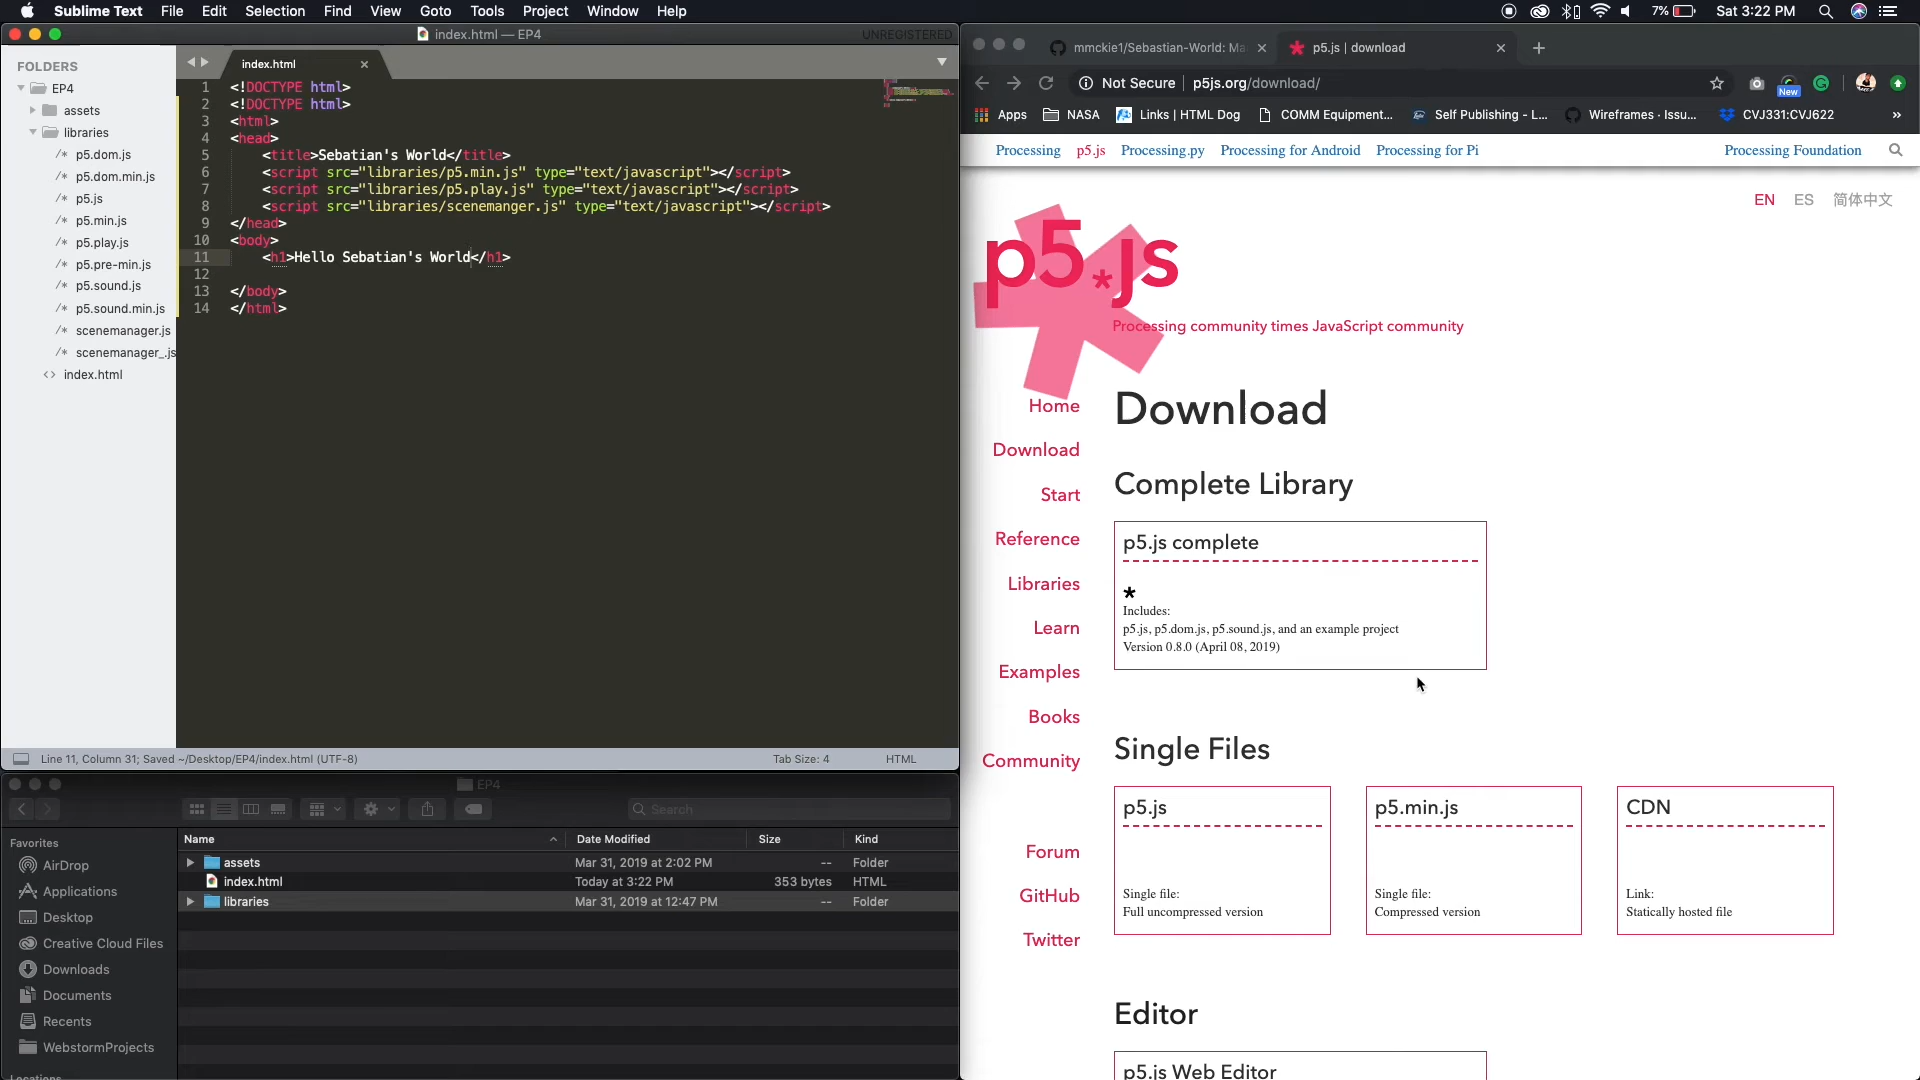 Sublime Text File Edit Selection Find View Goto Tools Project Window Help
7% Sat 3:22 PM
index.html — EP4
UNREGISTERED
FOLDERS
EP4
assets
libraries
/* p5.dom.js
/* p5.dom.min.js
/* p5.js
/* p5.min.js
/* p5.play.js
/* p5.pre-min.js
/* p5.sound.js
/* p5.sound.min.js
/* scenemanager.js
/* scenemanager_.js
<> index.html
index.html
1 <!DOCTYPE html>
2 <!DOCTYPE html>
3 <html>
4 <head>
5 <title>Sebatian's World</title>
6 <script src="libraries/p5.min.js" type="text/javascript"></script>
7 <script src="libraries/p5.play.js" type="text/javascript"></script>
8 <script src="libraries/scenemanger.js" type="text/javascript"></script>
9 </head>
10 <body>
11 <h1>Hello Sebatian's World</h1>
12
13 </body>
14 </html>
Line 11, Column 31; Saved ~/Desktop/EP4/index.html (UTF-8)
Tab Size: 4
HTML
EP4
Search
Favorites
AirDrop
Applications
Desktop
Creative Cloud Files
Downloads
Documents
Recents
WebstormProjects
Locations
Name Date Modified Size Kind
assets Mar 31, 2019 at 2:02 PM -- Folder
index.html Today at 3:22 PM 353 bytes HTML
libraries Mar 31, 2019 at 12:47 PM -- Folder
mmckie1/Sebastian-World: Ma
p5.js | download
Not Secure | p5js.org/download/
New
Apps NASA Links | HTML Dog COMM Equipment... Self Publishing - L... Wireframes · Issu... CVJ331:CVJ622 »
Processing p5.js Processing.py Processing for Android Processing for Pi Processing Foundation
EN ES 简体中文
p5.js
Processing community times JavaScript community
Home
Download
Start
Reference
Libraries
Learn
Examples
Books
Community
Forum
GitHub
Twitter
Download
Complete Library
p5.js complete
*
Includes:
p5.js, p5.dom.js, p5.sound.js, and an example project
Version 0.8.0 (April 08, 2019)
Single Files
p5.js
Single file:
Full uncompressed version
p5.min.js
Single file:
Compressed version
CDN
Link:
Statically hosted file
Editor
p5.js Web Editor